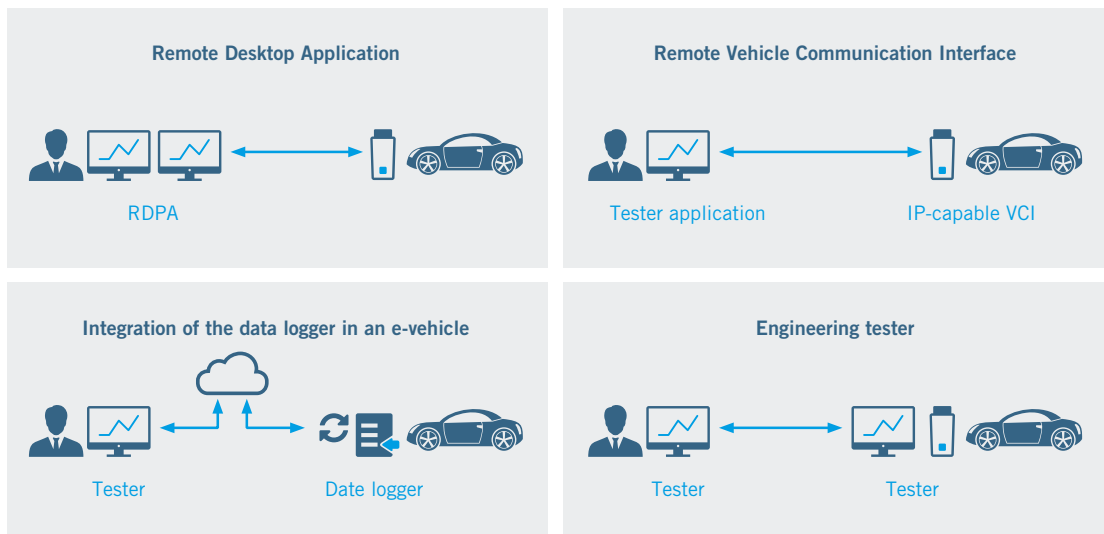 Remote Desktop Application
RDPA
Remote Vehicle Communication Interface
Tester application
IP-capable VCI
Integration of the data logger in an e-vehicle
Tester
Date logger
Engineering tester
Tester
Tester